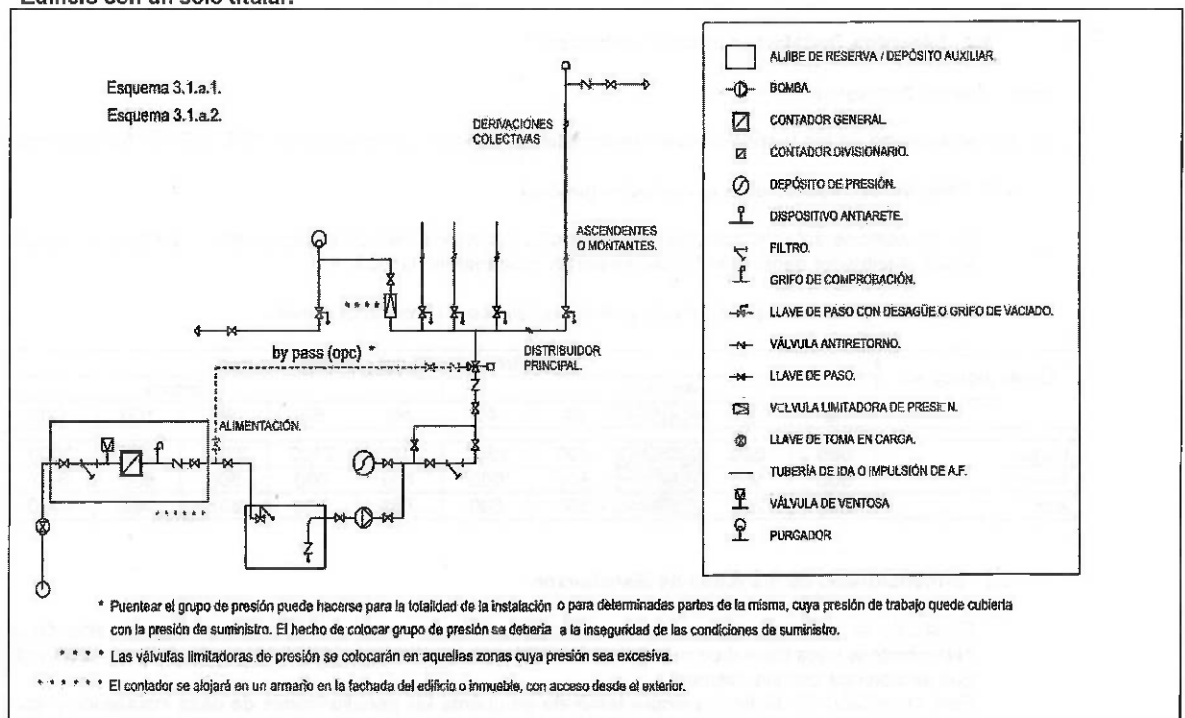 Edificio con un solo titular.
Esquema 3.1.a.1.
Esquema 3.1.a.2.
DERIVACIONES
COLECTIVAS
ASCENDENTES
O MONTANTES.
* * * *
by pass (opc) *
DISTRIBUIDOR
PRINCIPAL.
ALIMENTACIÓN.
* * * * * *
ALJIBE DE RESERVA / DEPÓSITO AUXILIAR.
BOMBA.
CONTADOR GENERAL.
CONTADOR DIVISIONARIO.
DEPÓSITO DE PRESIÓN.
DISPOSITIVO ANTIARETE.
FILTRO.
GRIFO DE COMPROBACIÓN.
LLAVE DE PASO CON DESAGÜE O GRIFO DE VACIADO.
VÁLVULA ANTIRETORNO.
LLAVE DE PASO.
VCLVULA LIMITADORA DE PRESIEN.
LLAVE DE TOMA EN CARGA.
TUBERÍA DE IDA O IMPULSIÓN DE A.F.
VÁLVULA DE VENTOSA
PURGADOR
* Puentear el grupo de presión puede hacerse para la totalidad de la instalación o para determinadas partes de la misma, cuya presión de trabajo quede cubierta
con la presión de suministro. El hecho de colocar grupo de presión se debería a la inseguridad de las condiciones de suministro.
* * * * Las válvulas limitadoras de presión se colocarán en aquellas zonas cuya presión sea excesiva.
* * * * * * El contador se alojará en un armario en la fachada del edificio o inmueble, con acceso desde el exterior.